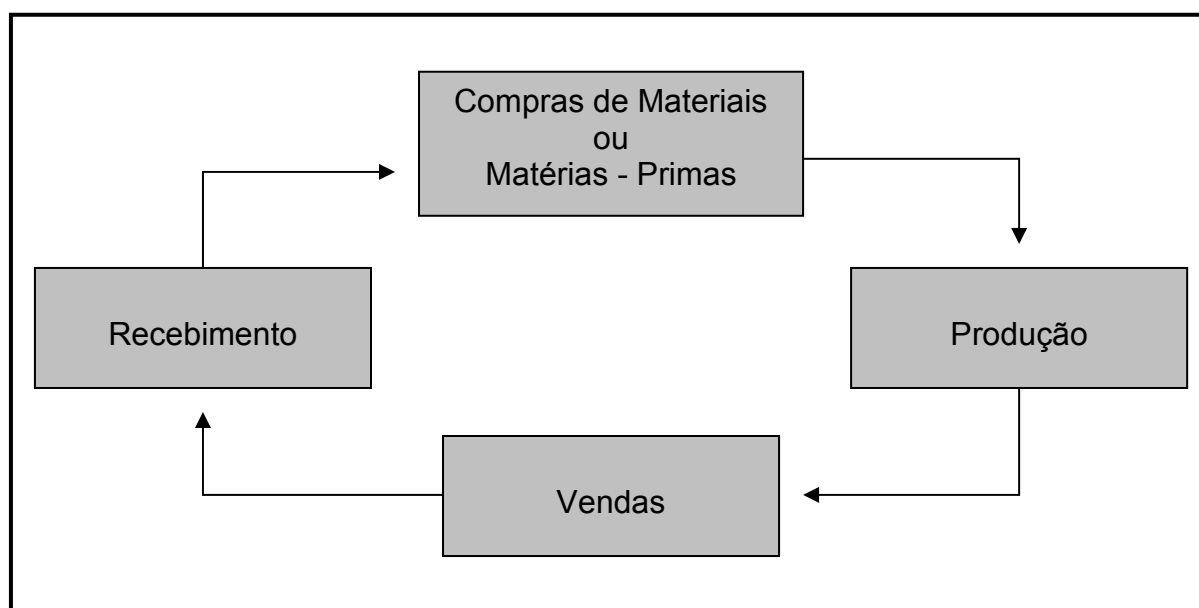 Compras de Materiais
ou
Matérias - Primas
Recebimento
Produção
Vendas